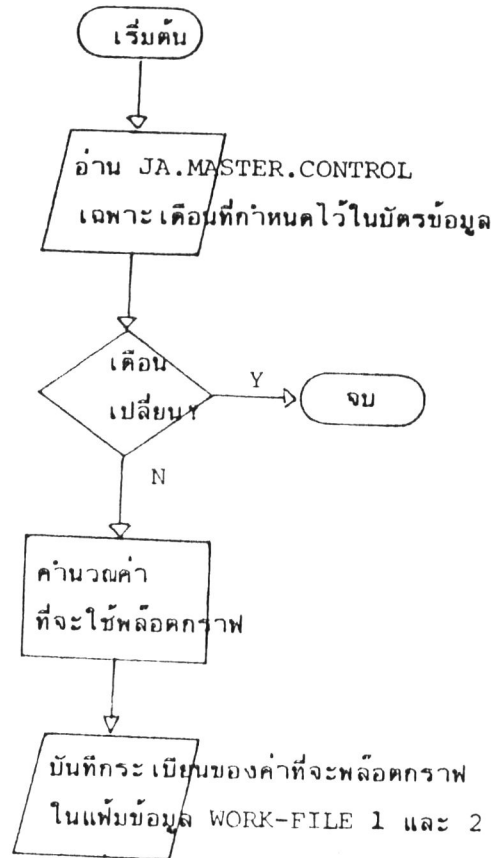 เริ่มต้น
อ่าน JA.MASTER.CONTROL
เฉพาะเดือนที่กำหนดไว้ในบัตรข้อมูล
เดือน
เปลี่ยน?
Y
จบ
N
คำนวณค่า
ที่จะใช้พล๊อตกราฟ
บันทึกระเบียนของค่าที่จะพล๊อตกราฟ
ในแฟ้มข้อมูล WORK-FILE 1 และ 2